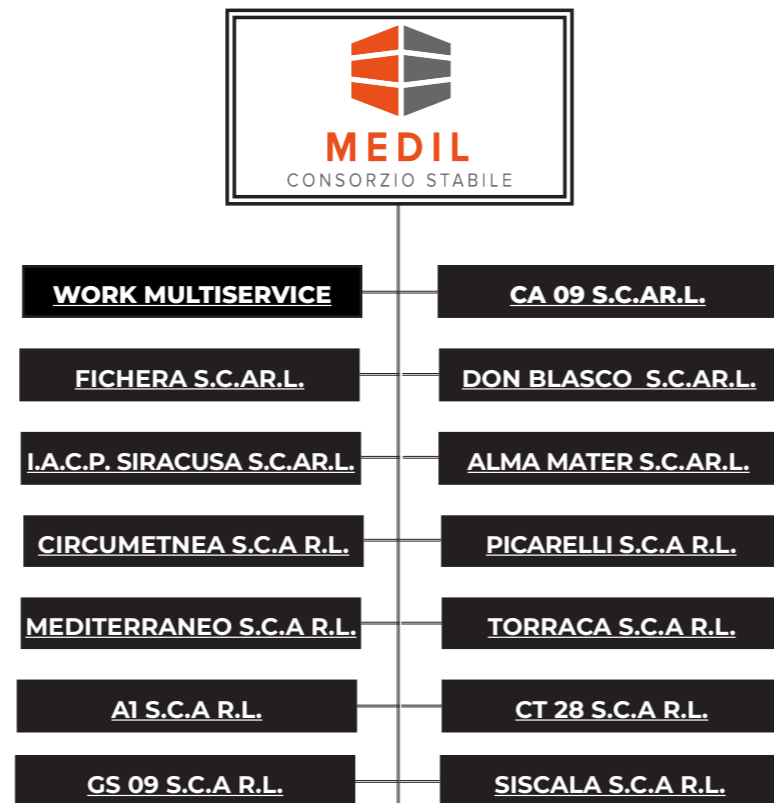 MEDIL
CONSORZIO STABILE
WORK MULTISERVICE
CA 09 S.C.AR.L.
FICHERA S.C.AR.L.
DON BLASCO S.C.AR.L.
I.A.C.P. SIRACUSA S.C.AR.L.
ALMA MATER S.C.AR.L.
CIRCUMETNEA S.C.A R.L.
PICARELLI S.C.A R.L.
MEDITERRANEO S.C.A R.L.
TORRACA S.C.A R.L.
A1 S.C.A R.L.
CT 28 S.C.A R.L.
GS 09 S.C.A R.L.
SISCALA S.C.A R.L.